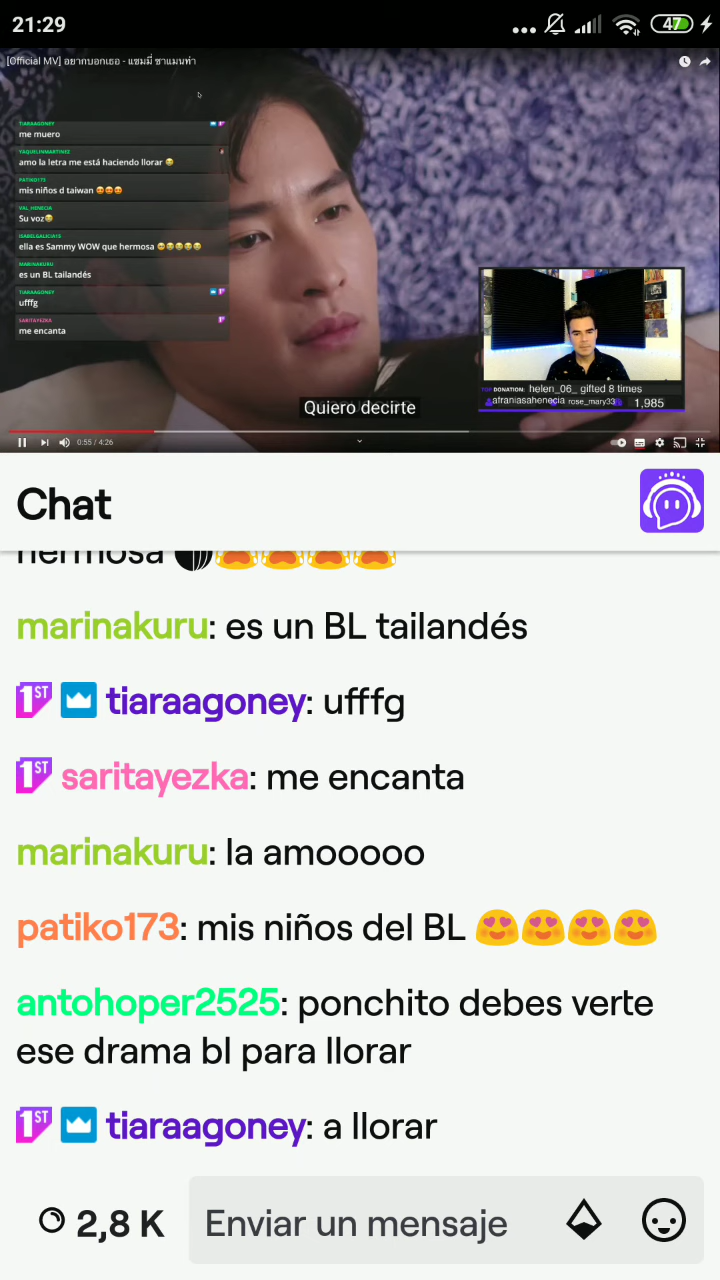 21:29
47
[Official MV] อยากบอกเธอ - แซมมี่ ซาแมนท่า
TIARAAGONEY
me muero
YAQUELINMARTINEZ
amo la letra me está haciendo llorar 😢
PATIKO173
mis niños d taiwan 😍😍😍
VAL_HENECIA
Su voz😭
ISABELGALICIA15
ella es Sammy WOW que hermosa
MARINAKURU
es un BL tailandés
TIARAAGONEY
ufffg
SARITAYEZKA
me encanta
TOP DONATION: helen_06_ gifted 8 times
afraniasahenecia rose_mary33 1,985
Quiero decirte
0:55 / 4:26
Chat
hermosa
marinakuru: es un BL tailandés
1ST tiaraagoney: ufffg
1ST saritayezka: me encanta
marinakuru: la amooooo
patiko173: mis niños del BL 😍😍😍😍
antohoper2525: ponchito debes verte
ese drama bl para llorar
1ST tiaraagoney: a llorar
2,8 K
Enviar un mensaje